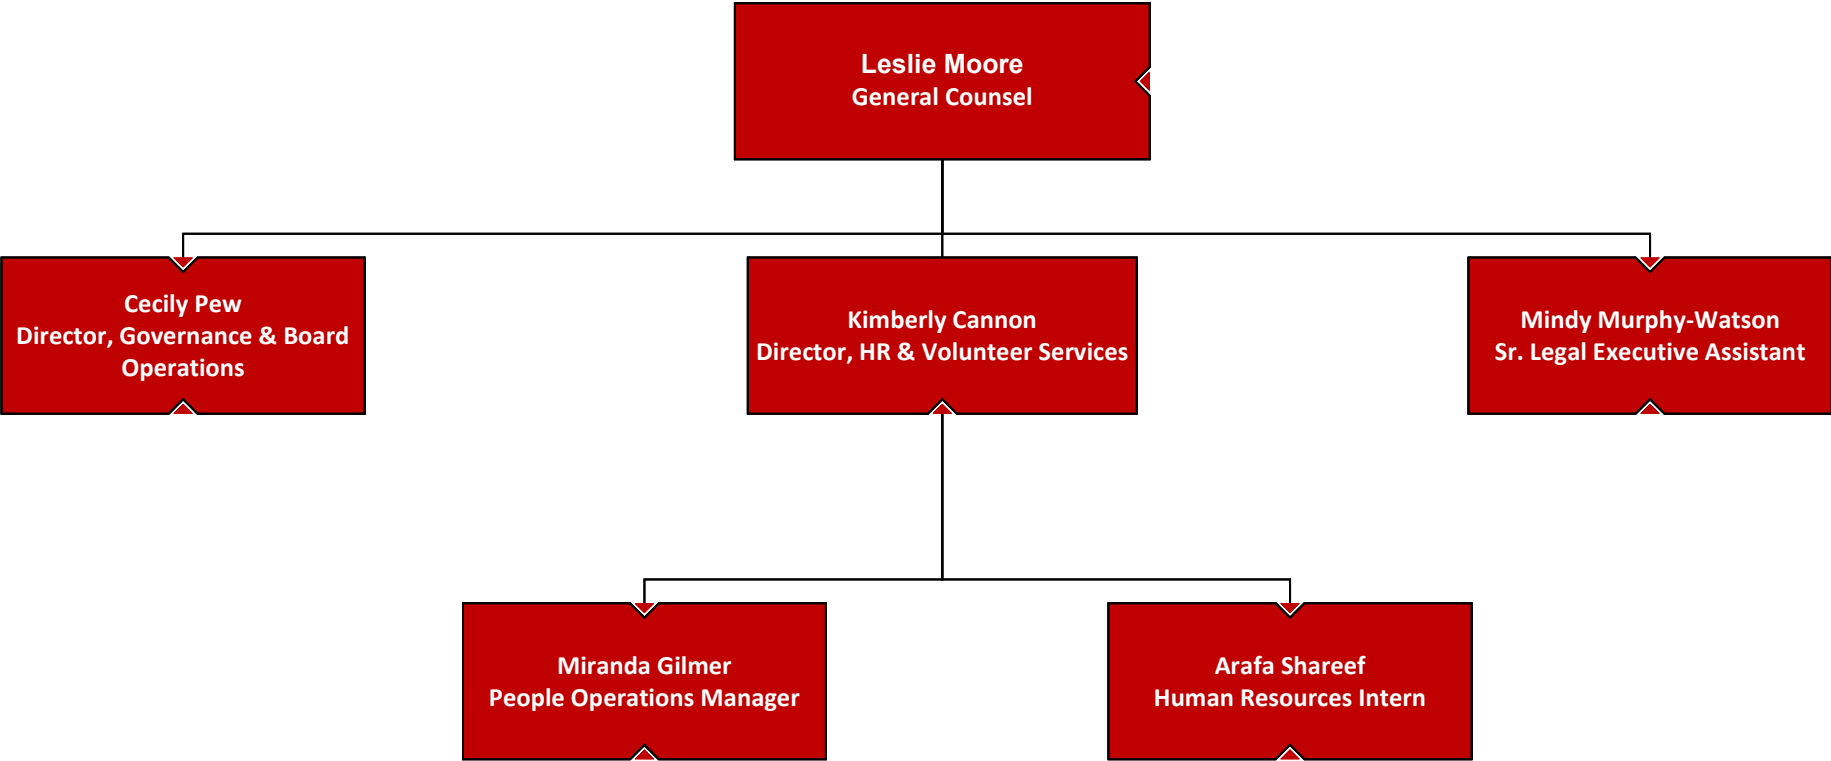 Leslie Moore
General Counsel
Cecily Pew
Director, Governance & Board
Operations
Kimberly Cannon
Director, HR & Volunteer Services
Mindy Murphy-Watson
Sr. Legal Executive Assistant
Miranda Gilmer
People Operations Manager
Arafa Shareef
Human Resources Intern